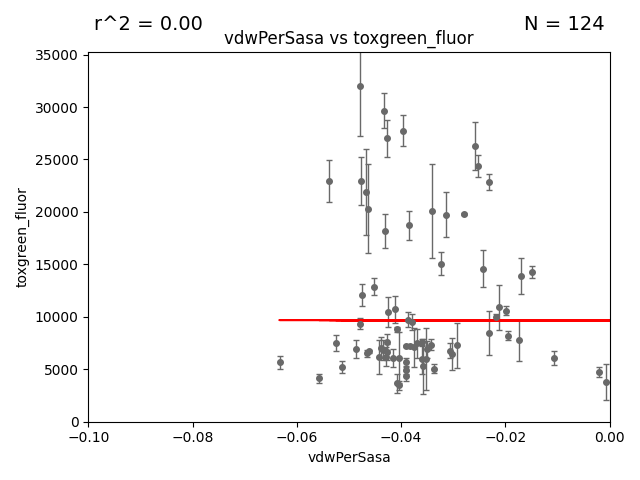 r^2 = 0.00
N = 124
vdwPerSasa vs toxgreen_fluor
35000
30000
25000
20000
15000
10000
5000
0
toxgreen_fluor
−0.10
−0.08
−0.06
−0.04
−0.02
0.00
vdwPerSasa